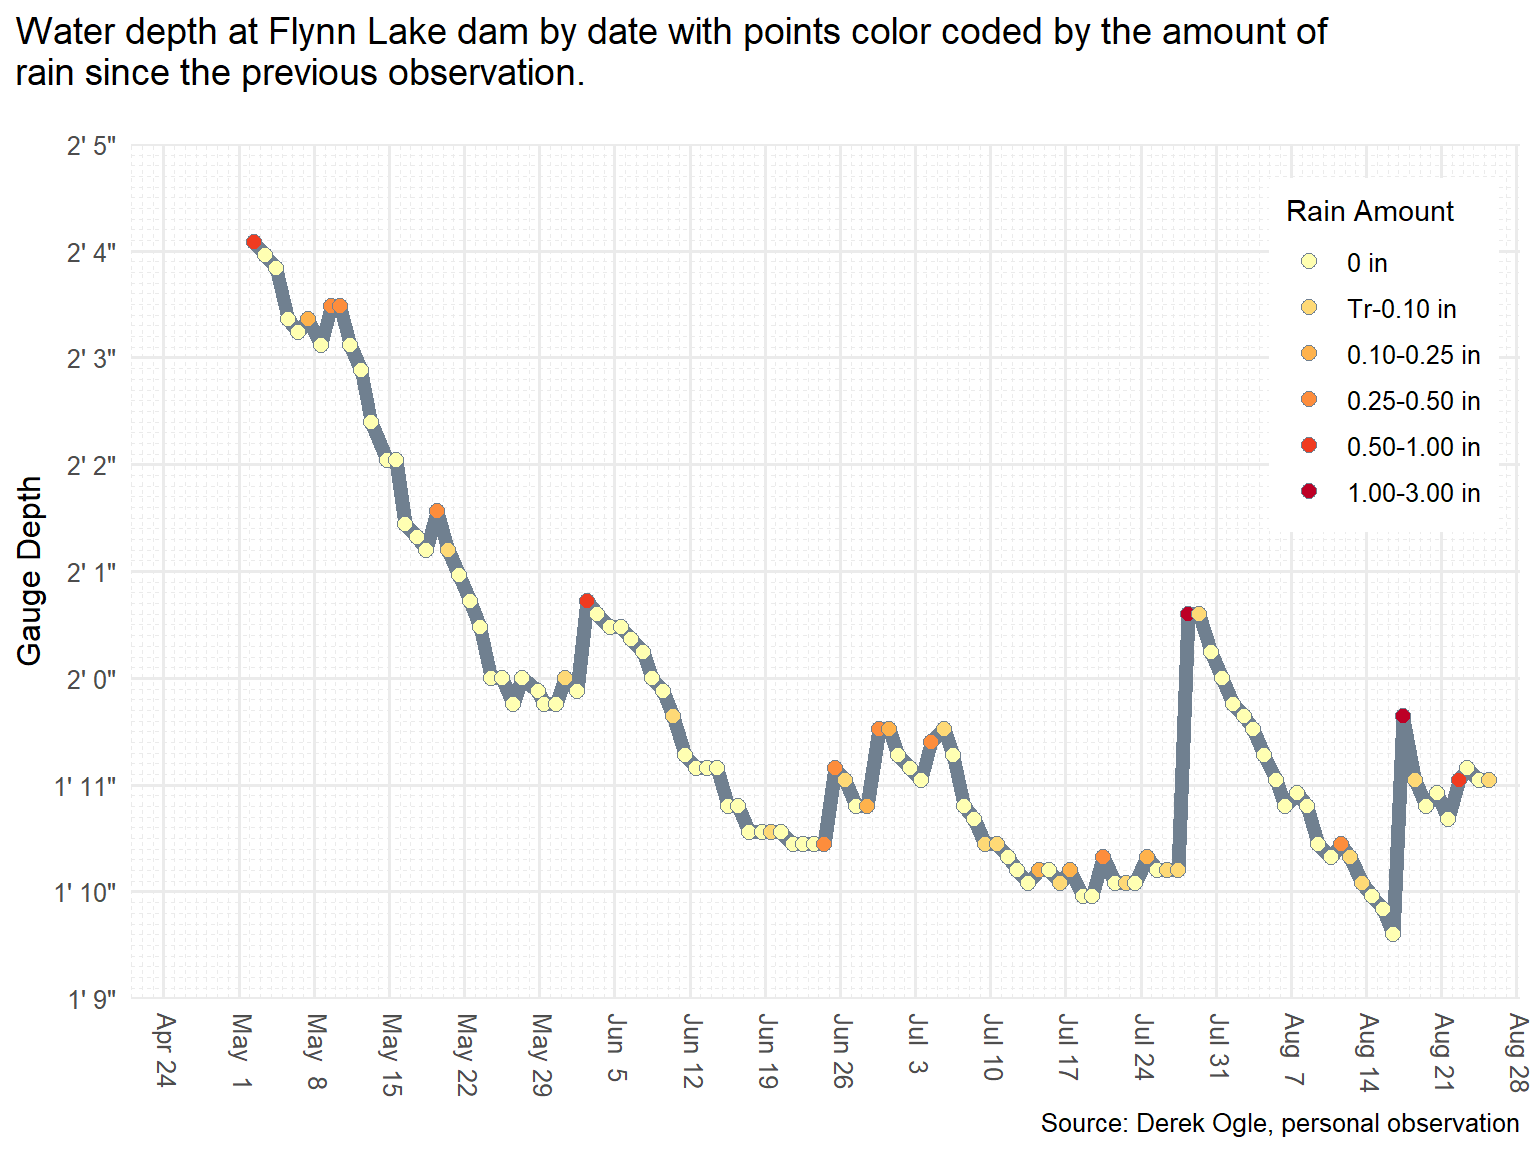 Water depth at Flynn Lake dam by date with points color coded by the amount of
rain since the previous observation.
2' 5"
2' 4"
2' 3"
2' 2"
2' 1"
2' 0"
1' 11"
1' 10"
1' 9"
Gauge Depth
Rain Amount
0 in
Tr-0.10 in
0.10-0.25 in
0.25-0.50 in
0.50-1.00 in
1.00-3.00 in
Apr 24
May 1
May 8
May 15
May 22
May 29
Jun 5
Jun 12
Jun 19
Jun 26
Jul 3
Jul 10
Jul 17
Jul 24
Jul 31
Aug 7
Aug 14
Aug 21
Aug 28
Source: Derek Ogle, personal observation